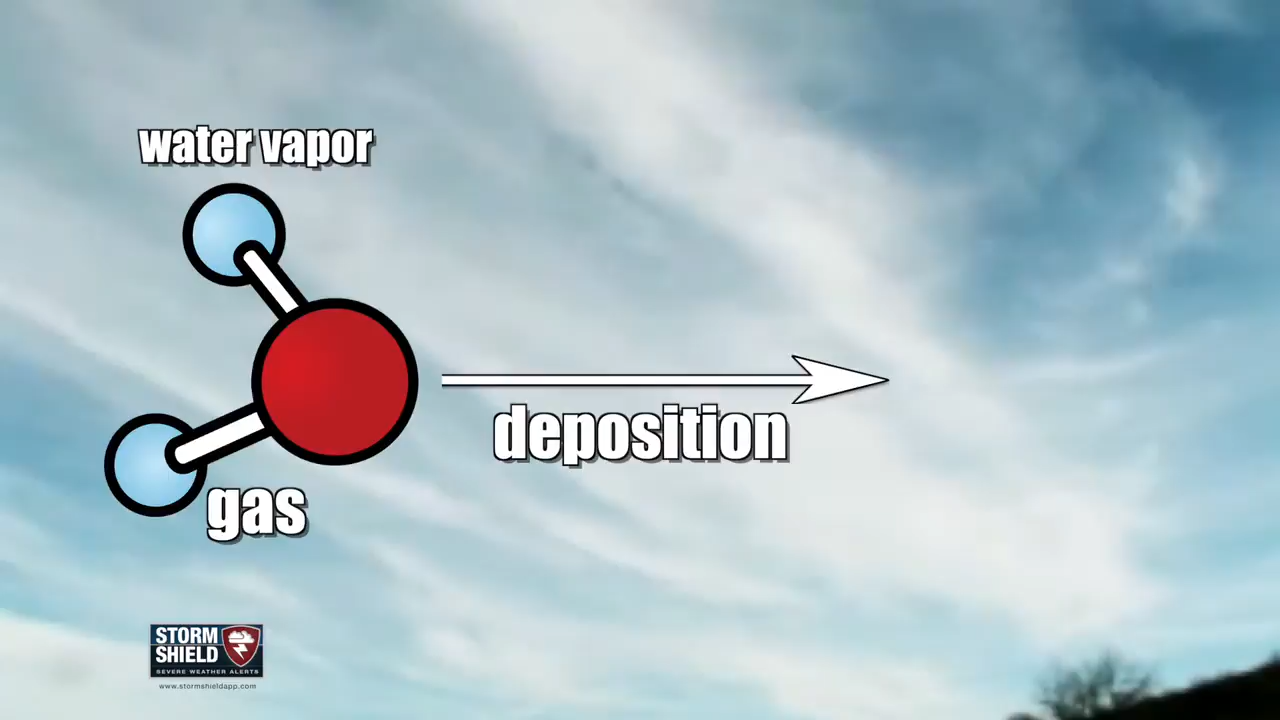 water vapor
deposition
gas
STORM
SHIELD
SEVERE WEATHER ALERTS
www.stormshieldapp.com